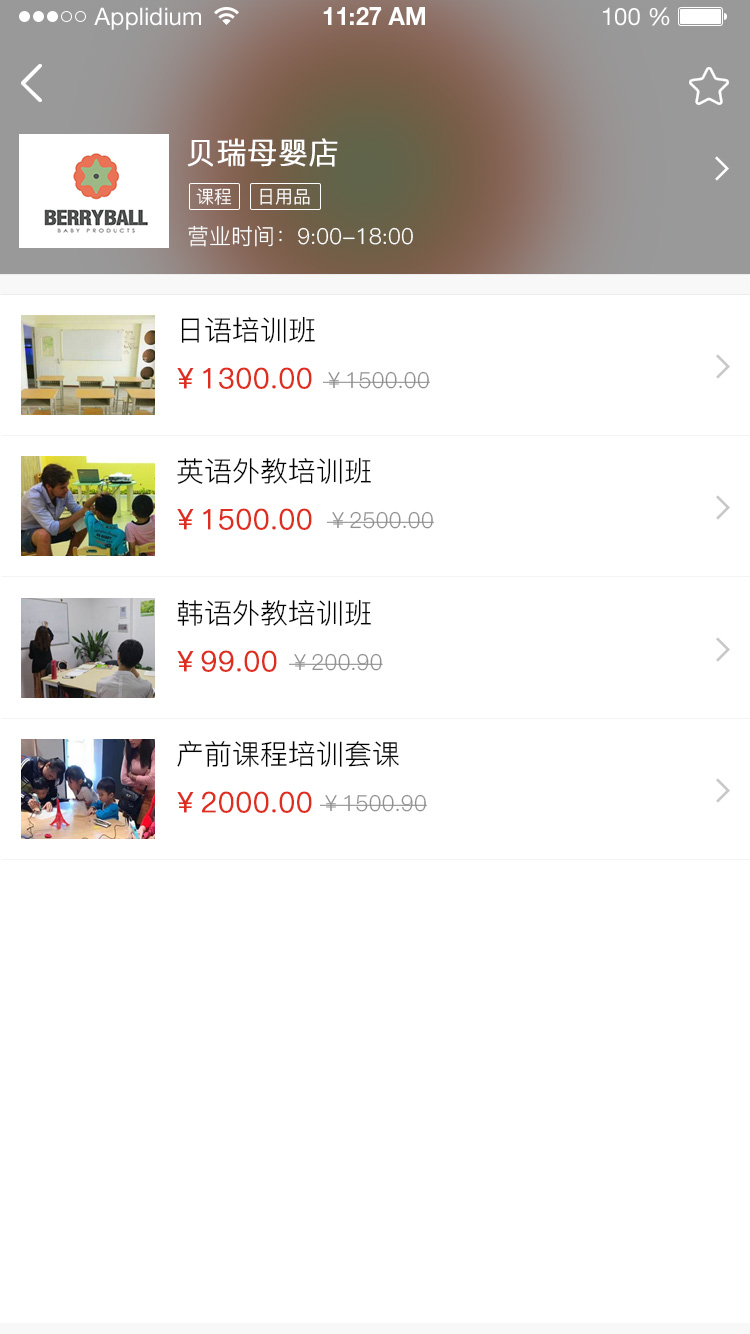 Applidium 11:27 AM 100 %
贝瑞母婴店
BERRYBALL
BABY PRODUCTS
课程 日用品
营业时间：9:00-18:00
日语培训班
￥1300.00 ￥1500.00
英语外教培训班
￥1500.00 ￥2500.00
韩语外教培训班
￥99.00 ￥200.90
产前课程培训套课
￥2000.00 ￥1500.90